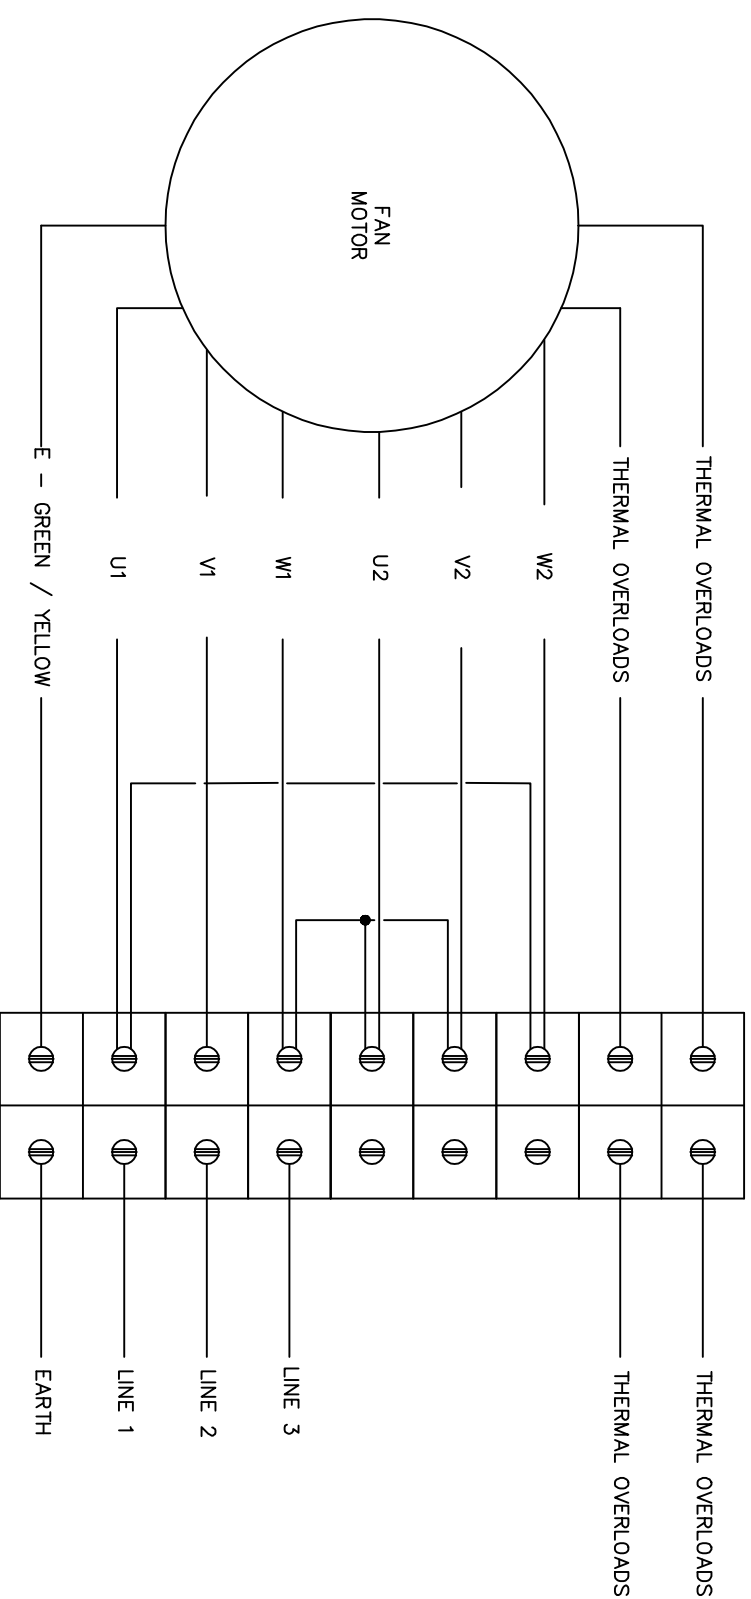 FAN
MOTOR
THERMAL OVERLOADS
THERMAL OVERLOADS
W2
V2
U2
W1
V1
U1
E - GREEN / YELLOW
THERMAL OVERLOADS
THERMAL OVERLOADS
LINE 3
LINE 2
LINE 1
EARTH